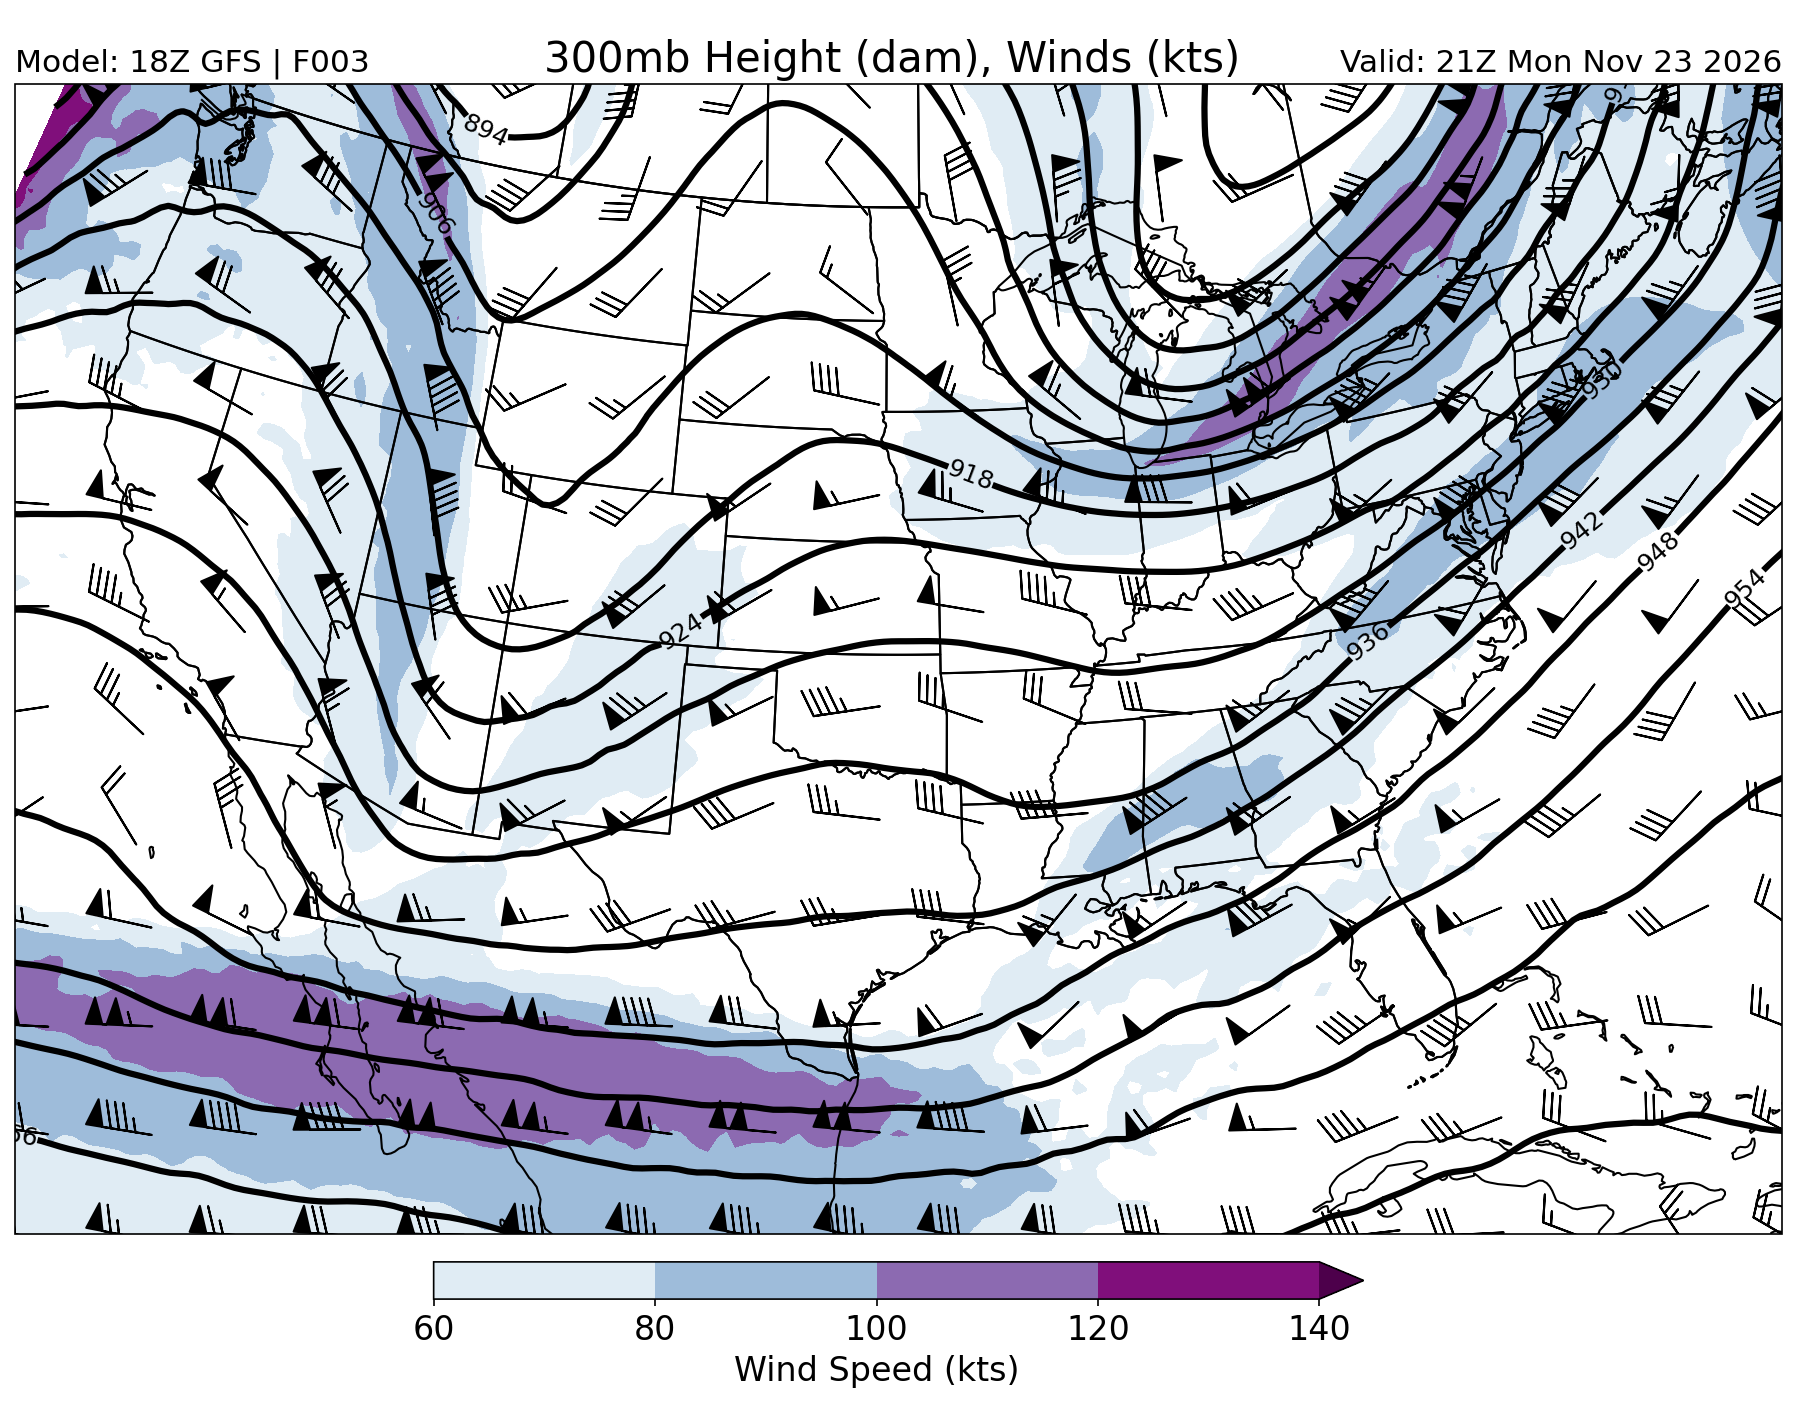 Model: 18Z GFS | F003
300mb Height (dam), Winds (kts)
Valid: 21Z Mon Nov 23 2026
894
906
918
930
942
948
924
954
936
60 80 100 120 140
Wind Speed (kts)